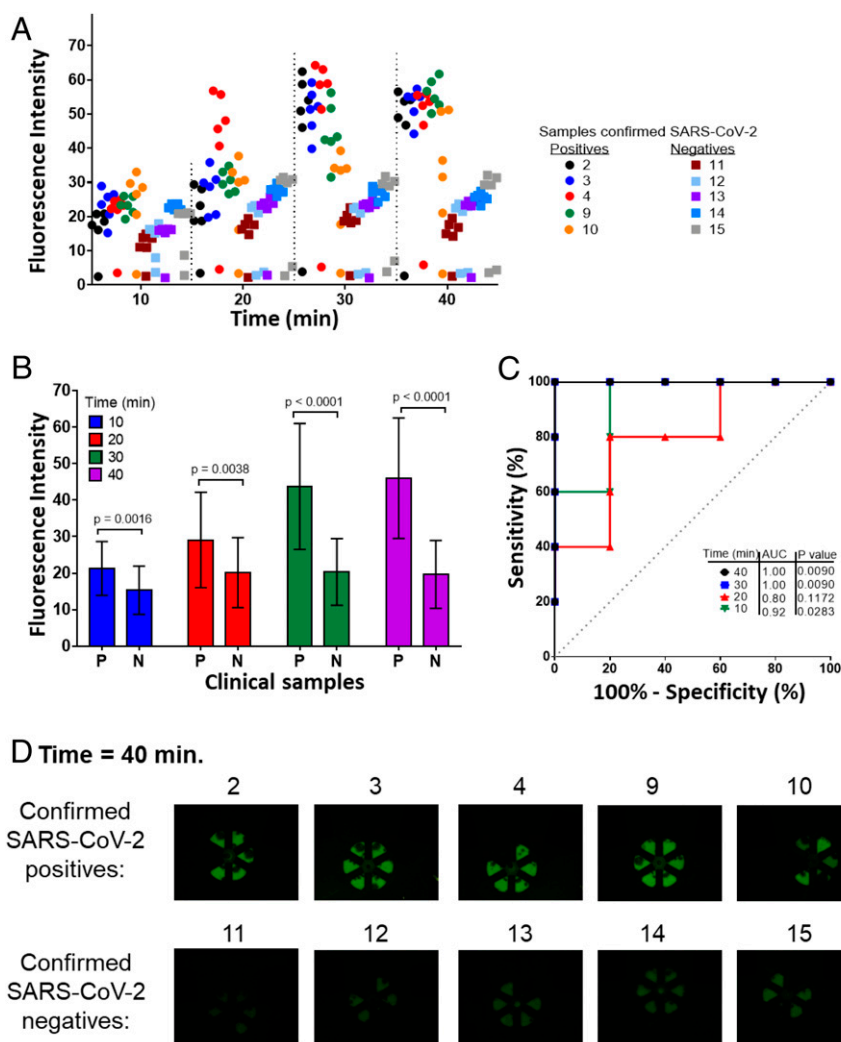 A
Fluorescence Intensity
70
60
50
40
30
20
10
0
10 20 30 40
Time (min)
Samples confirmed SARS-CoV-2
Positives Negatives
2 11
3 12
4 13
9 14
10 15
B
Fluorescence Intensity
70
60
50
40
30
20
10
0
Time (min)
10
20
30
40
p = 0.0016
p = 0.0038
p < 0.0001
p < 0.0001
P N P N P N P N
Clinical samples
C
Sensitivity (%)
100
80
60
40
20
0
0 20 40 60 80 100
100% - Specificity (%)
Time (min) AUC P value
40 1.00 0.0090
30 1.00 0.0090
20 0.80 0.1172
10 0.92 0.0283
D Time = 40 min.
2 3 4 9 10
Confirmed
SARS-CoV-2
positives:
11 12 13 14 15
Confirmed
SARS-CoV-2
negatives: